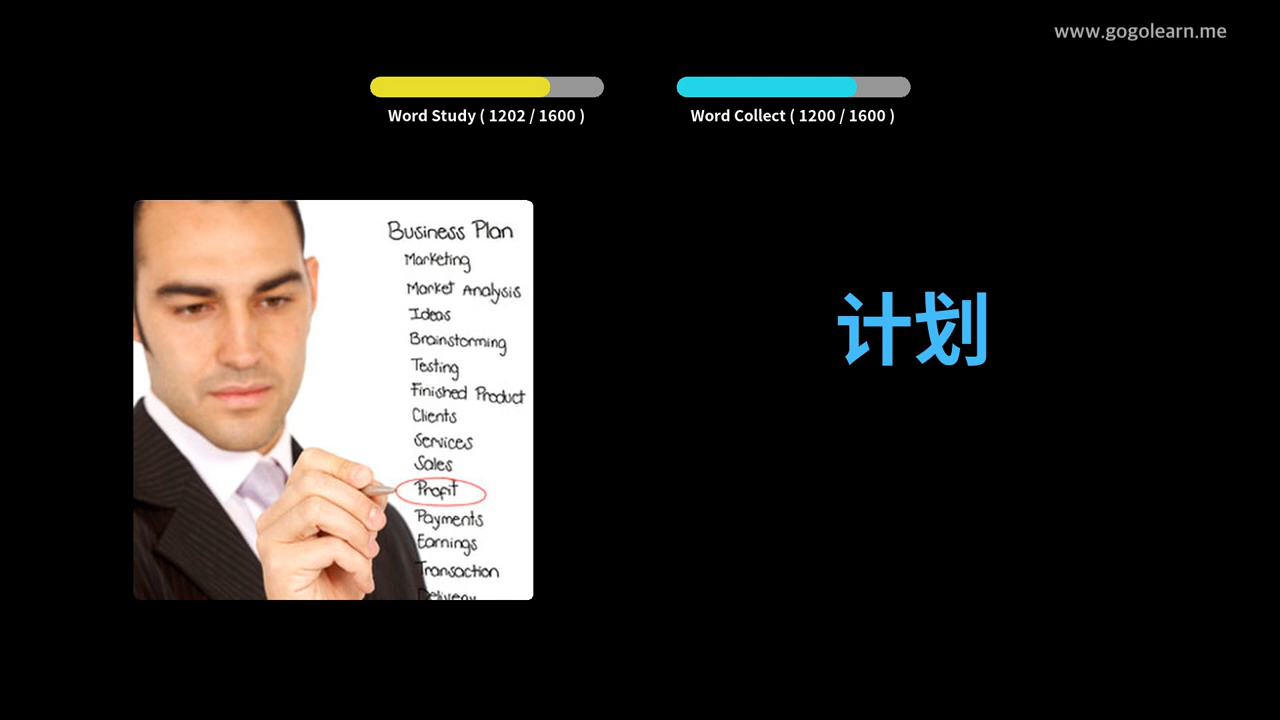 www.gogolearn.me
Word Study ( 1202 / 1600 )
Word Collect ( 1200 / 1600 )
Business Plan
Marketing
Market Analysis
Ideas
Brainstorming
Testing
Finished Product
Clients
Services
Sales
Profit
Payments
Earnings
Transaction
Delivery
计划